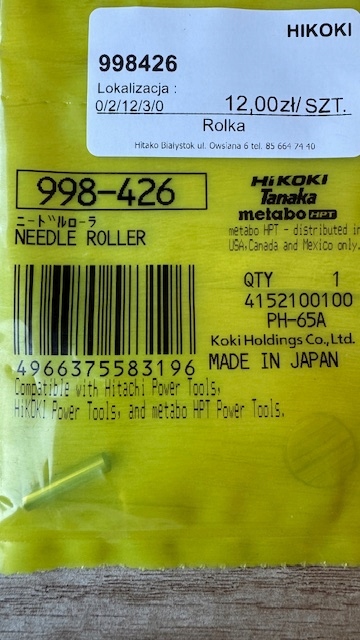 HIKOKI
998426
Lokalizacja :
0/2/12/3/0 12,00zł/ SZT.
Rolka
Hitako Białystok ul. Owsiana 6 tel. 85 664 74 40
998-426
ニードルローラ
NEEDLE ROLLER
HiKOKI
Tanaka
metabo HPT
metabo HPT - distributed in
USA,Canada and Mexico only.
QTY 1
4152100100
PH-65A
Koki Holdings Co.,Ltd.
MADE IN JAPAN
4966375583196
Compatible with Hitachi Power Tools,
HiKOKI Power Tools, and metabo HPT Power Tools.